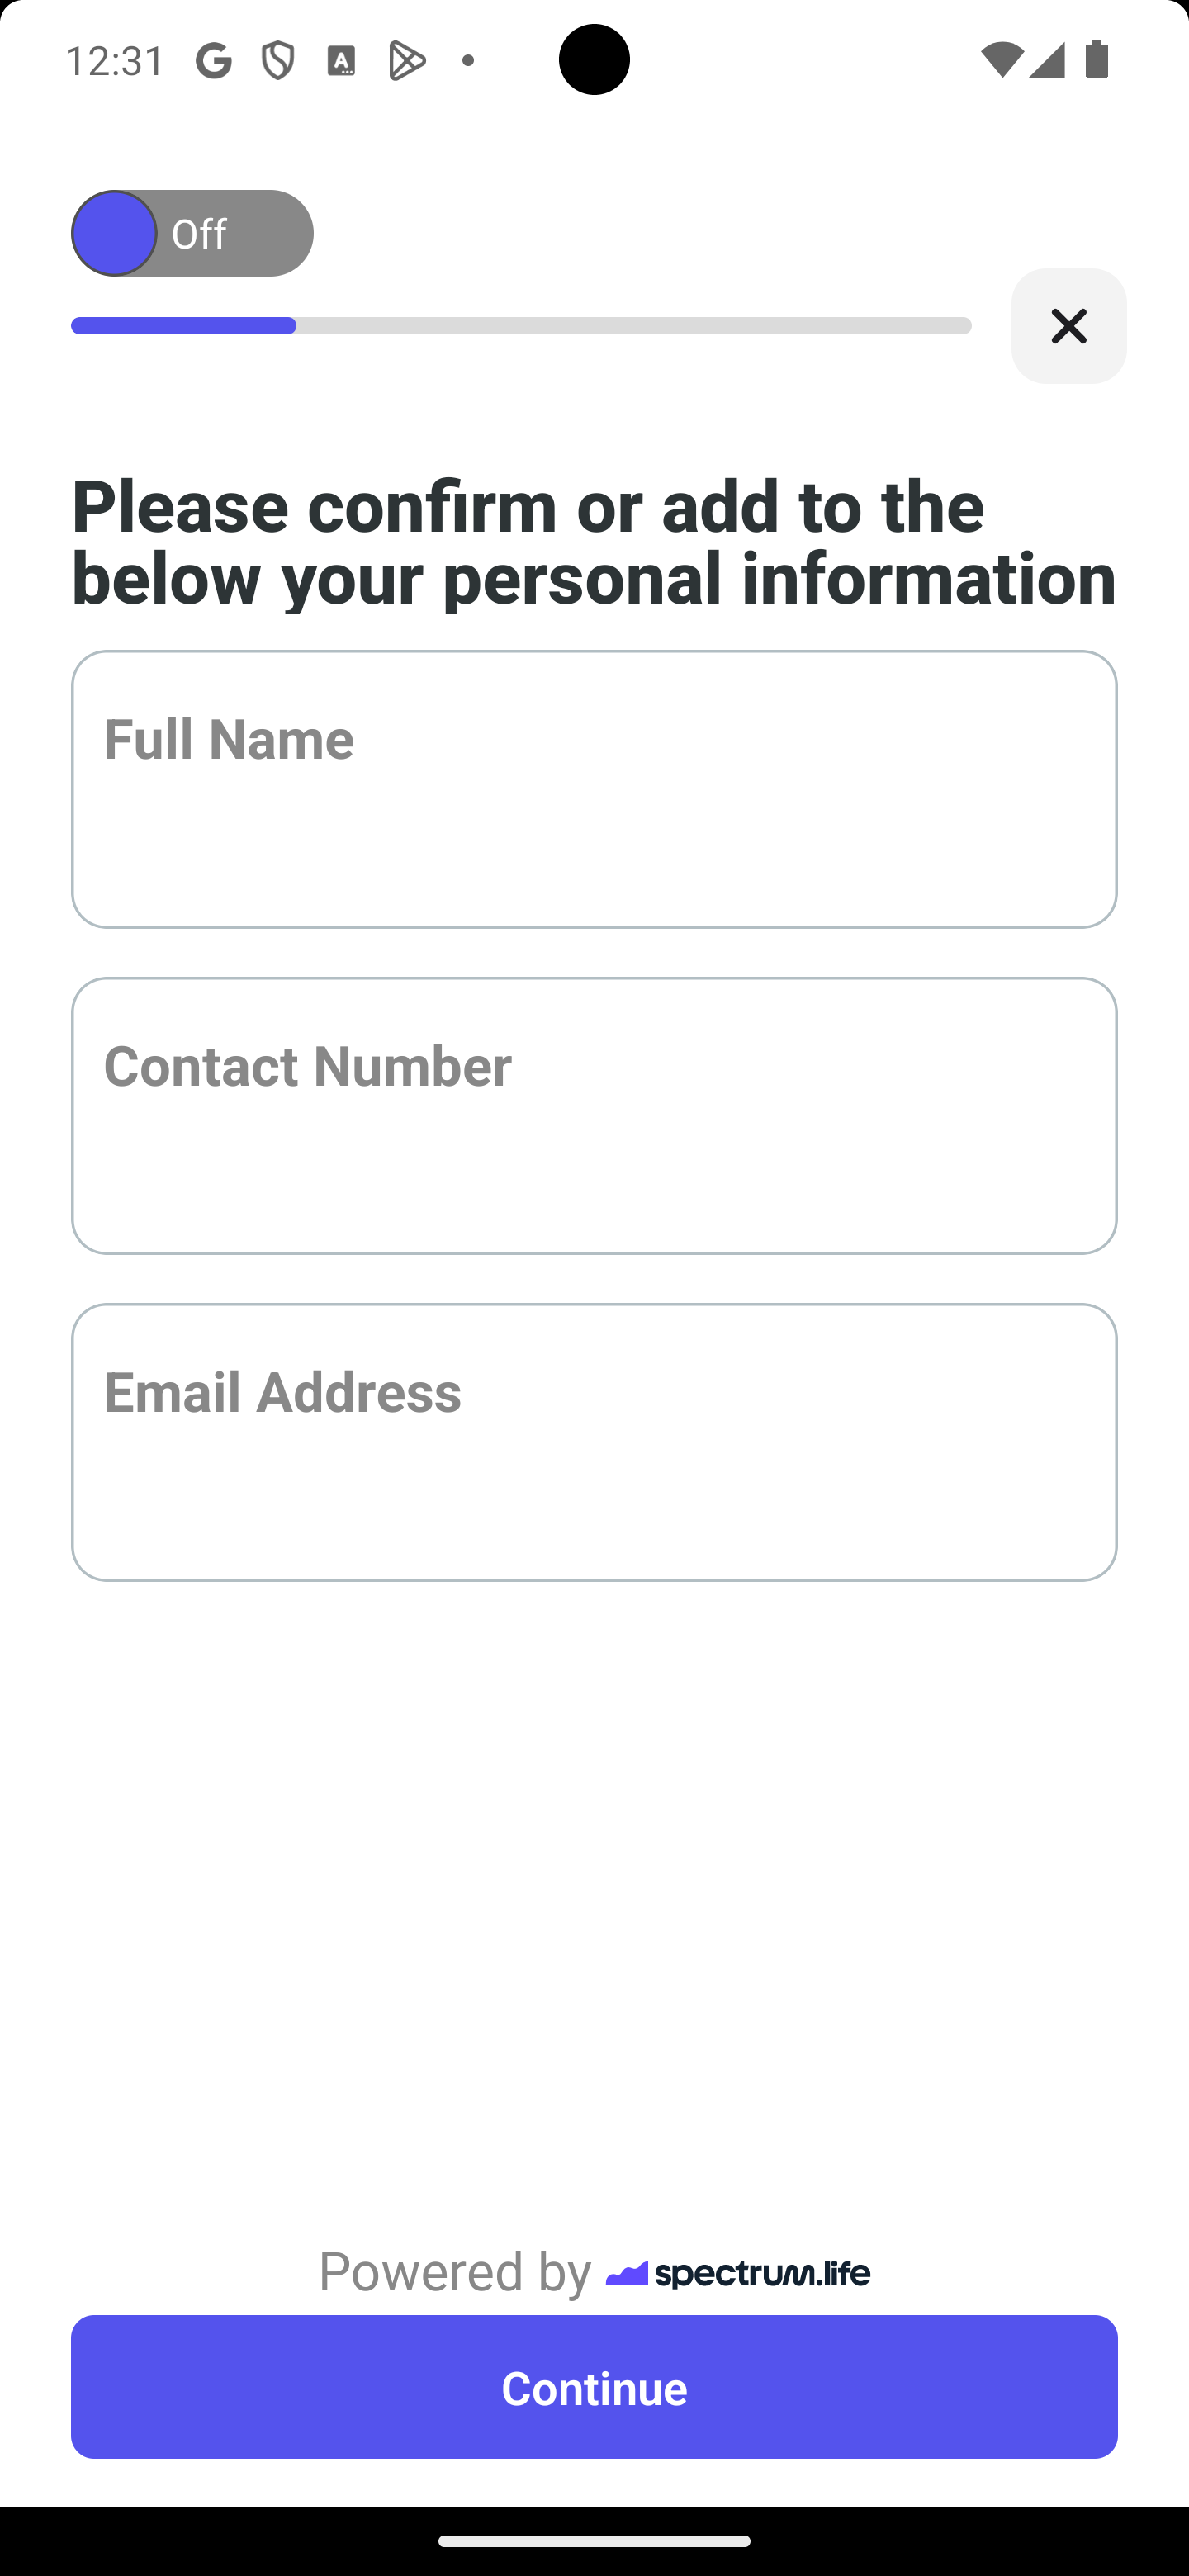 12:31
Off
Please confirm or add to the
below your personal information
Full Name
Contact Number
Email Address
Powered by spectrum.life
Continue